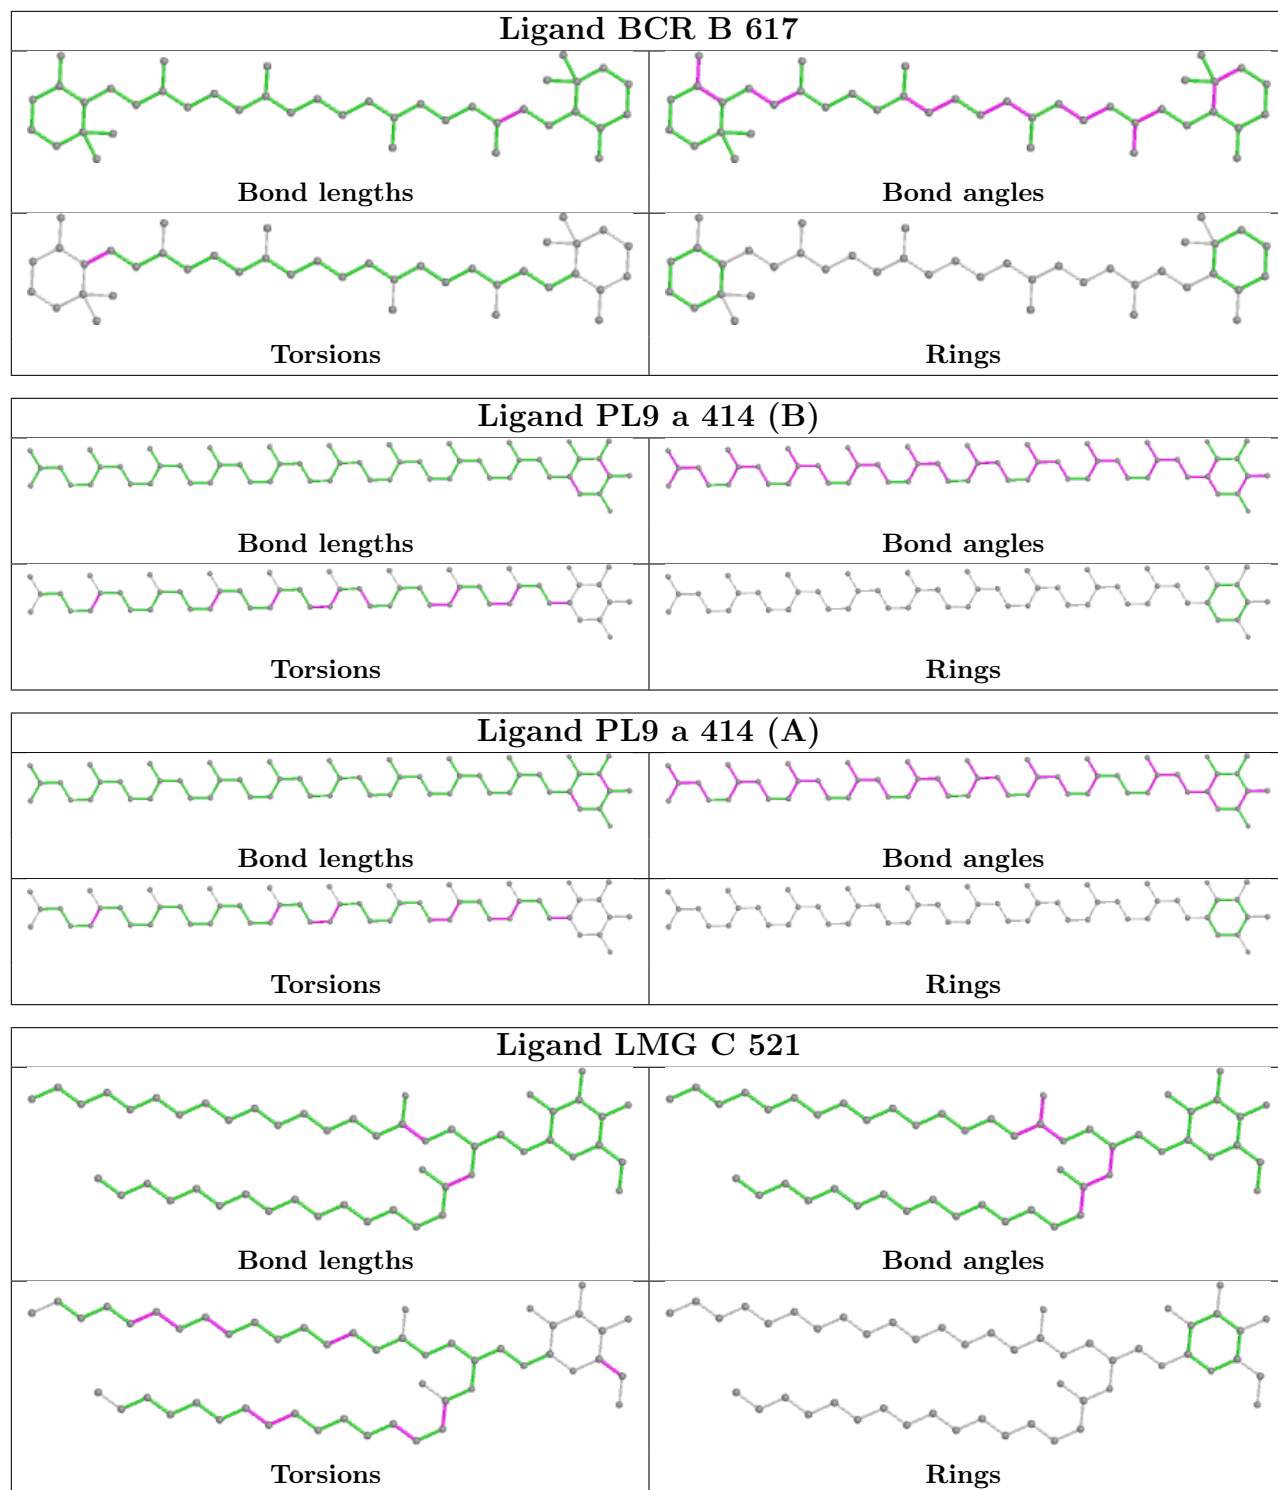 Ligand BCR B 617
Bond lengths
Bond angles
Torsions
Rings
Ligand PL9 a 414 (B)
Bond lengths
Bond angles
Torsions
Rings
Ligand PL9 a 414 (A)
Bond lengths
Bond angles
Torsions
Rings
Ligand LMG C 521
Bond lengths
Bond angles
Torsions
Rings